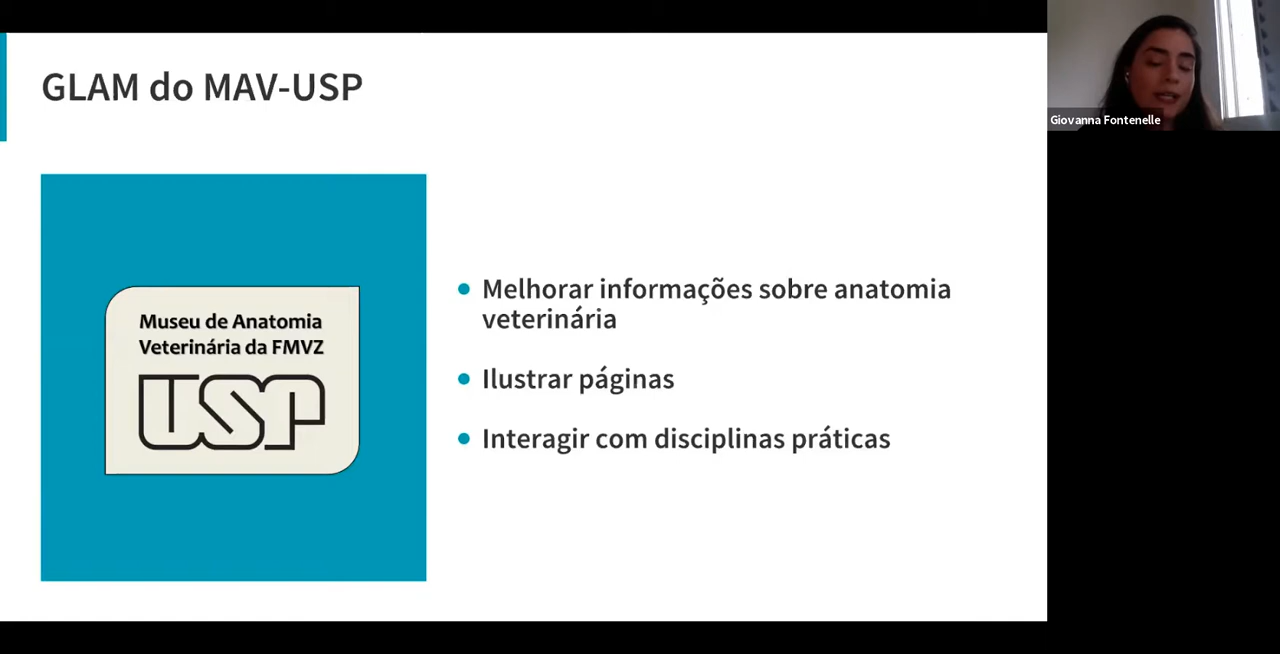 GLAM do MAV-USP
Giovanna Fontenelle
Museu de Anatomia
Veterinária da FMVZ
USP
Melhorar informações sobre anatomia
veterinária
Ilustrar páginas
Interagir com disciplinas práticas